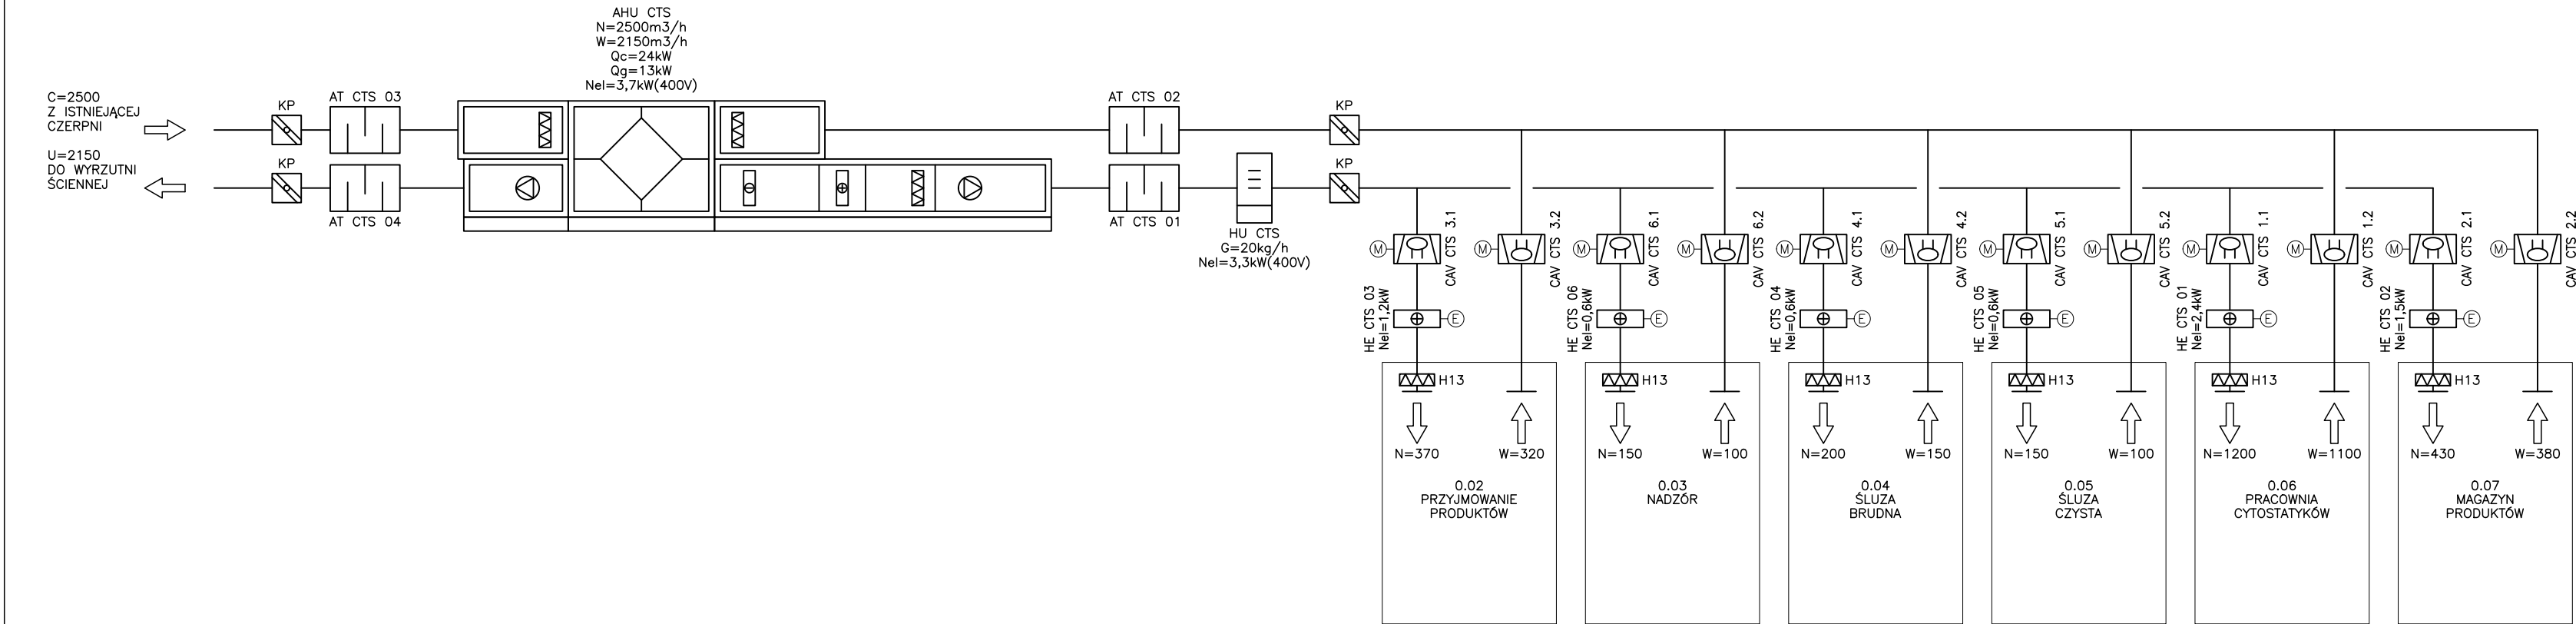 AHU CTS
N=2500m3/h
W=2150m3/h
Qc=24kW
Qg=13kW
Nel=3,7kW(400V)
C=2500
Z ISTNIEJĄCEJ
CZERPNI
U=2150
DO WYRZUTNI
ŚCIENNEJ
KP
AT CTS 03
KP
AT CTS 04
AT CTS 02
AT CTS 01
KP
KP
HU CTS
G=20kg/h
Nel=3,3kW(400V)
M
CAV CTS 3.1
M
CAV CTS 3.2
M
CAV CTS 6.1
M
CAV CTS 6.2
M
CAV CTS 4.1
M
CAV CTS 4.2
M
CAV CTS 5.1
M
CAV CTS 5.2
M
CAV CTS 1.1
M
CAV CTS 1.2
M
CAV CTS 2.1
M
CAV CTS 2.2
HE CTS 03
Nel=1,2kW
E
HE CTS 06
Nel=0,6kW
E
HE CTS 04
Nel=0,6kW
E
HE CTS 05
Nel=0,6kW
E
HE CTS 01
Nel=2,4kW
E
HE CTS 02
Nel=1,5kW
E
H13
N=370
W=320
0.02
PRZYJMOWANIE
PRODUKTÓW
H13
N=150
W=100
0.03
NADZÓR
H13
N=200
W=150
0.04
ŚLUZA
BRUDNA
H13
N=150
W=100
0.05
ŚLUZA
CZYSTA
H13
N=1200
W=1100
0.06
PRACOWNIA
CYTOSTATYKÓW
H13
N=430
W=380
0.07
MAGAZYN
PRODUKTÓW